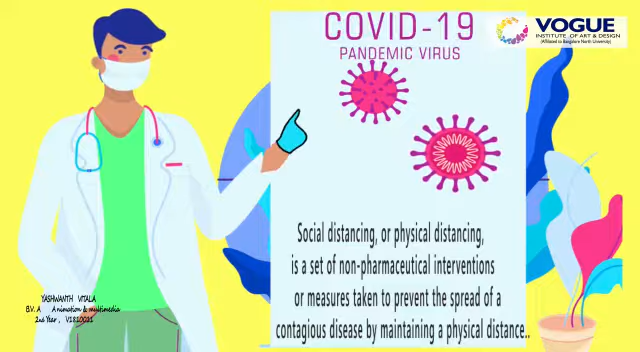 COVID-19
PANDEMIC VIRUS
VOGUE
INSTITUTE OF ART & DESIGN
(Affiliated to Bangalore North University)
Social distancing, or physical distancing,
is a set of non-pharmaceutical interventions
or measures taken to prevent the spread of a
contagious disease by maintaining a physical distance..
YASHWANTH VITALA
B.V. A Animation & multimedia
2nd Year , V1810021